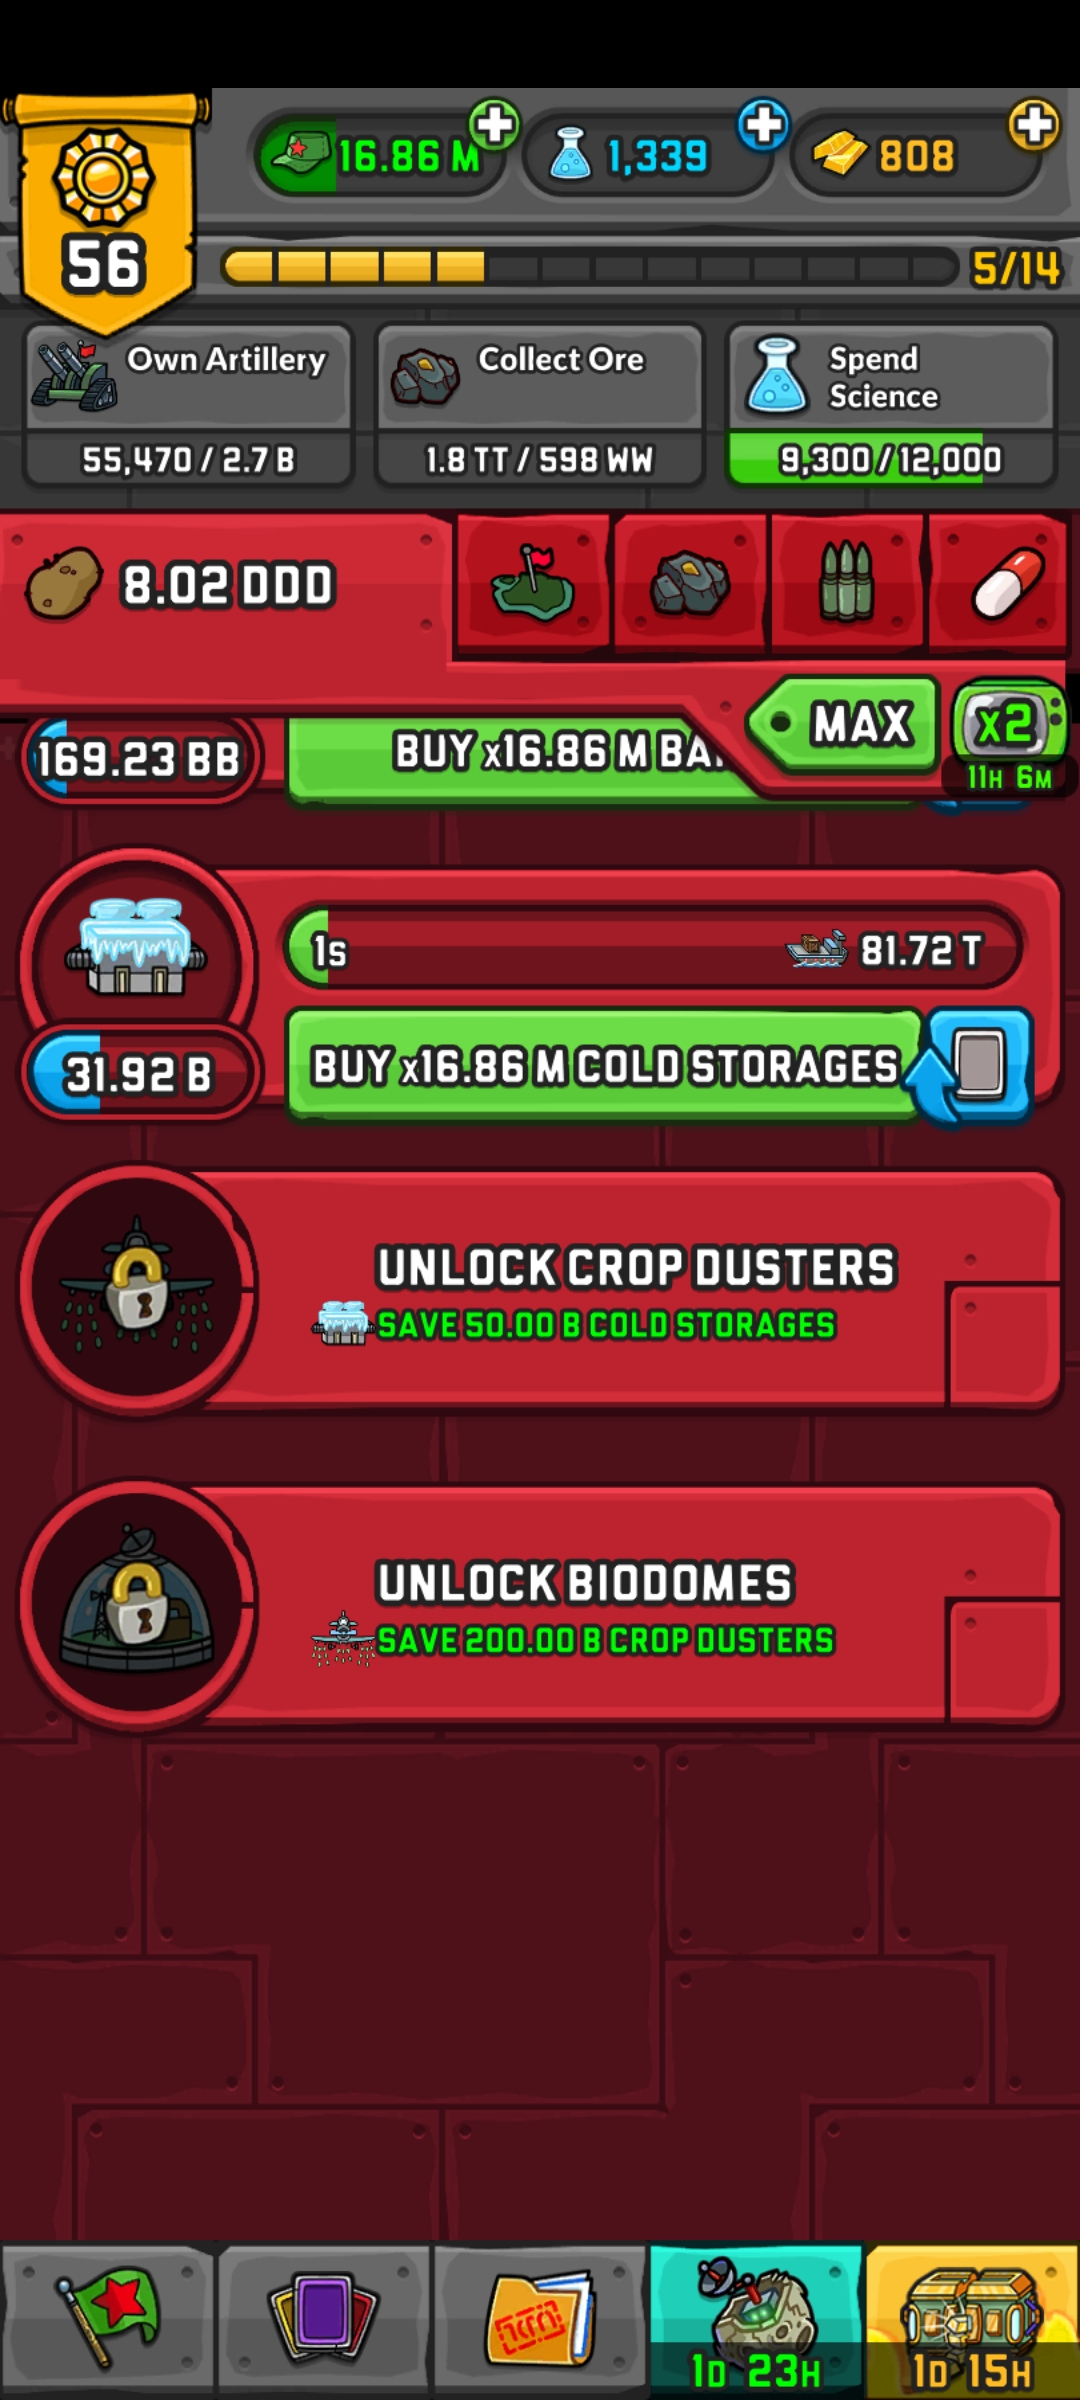 56
16.86 M
1,339
808
5/14
Own Artillery
55,470 / 2.7 B
Collect Ore
1.8 TT / 598 WW
Spend
Science
9,300 / 12,000
8.02 DDD
MAX
x2
11H 6M
169.23 BB
BUY x16.86 M BA
1s
81.72 T
31.92 B
BUY x16.86 M COLD STORAGES
UNLOCK CROP DUSTERS
SAVE 50.00 B COLD STORAGES
UNLOCK BIODOMES
SAVE 200.00 B CROP DUSTERS
1D 23H
1D 15H